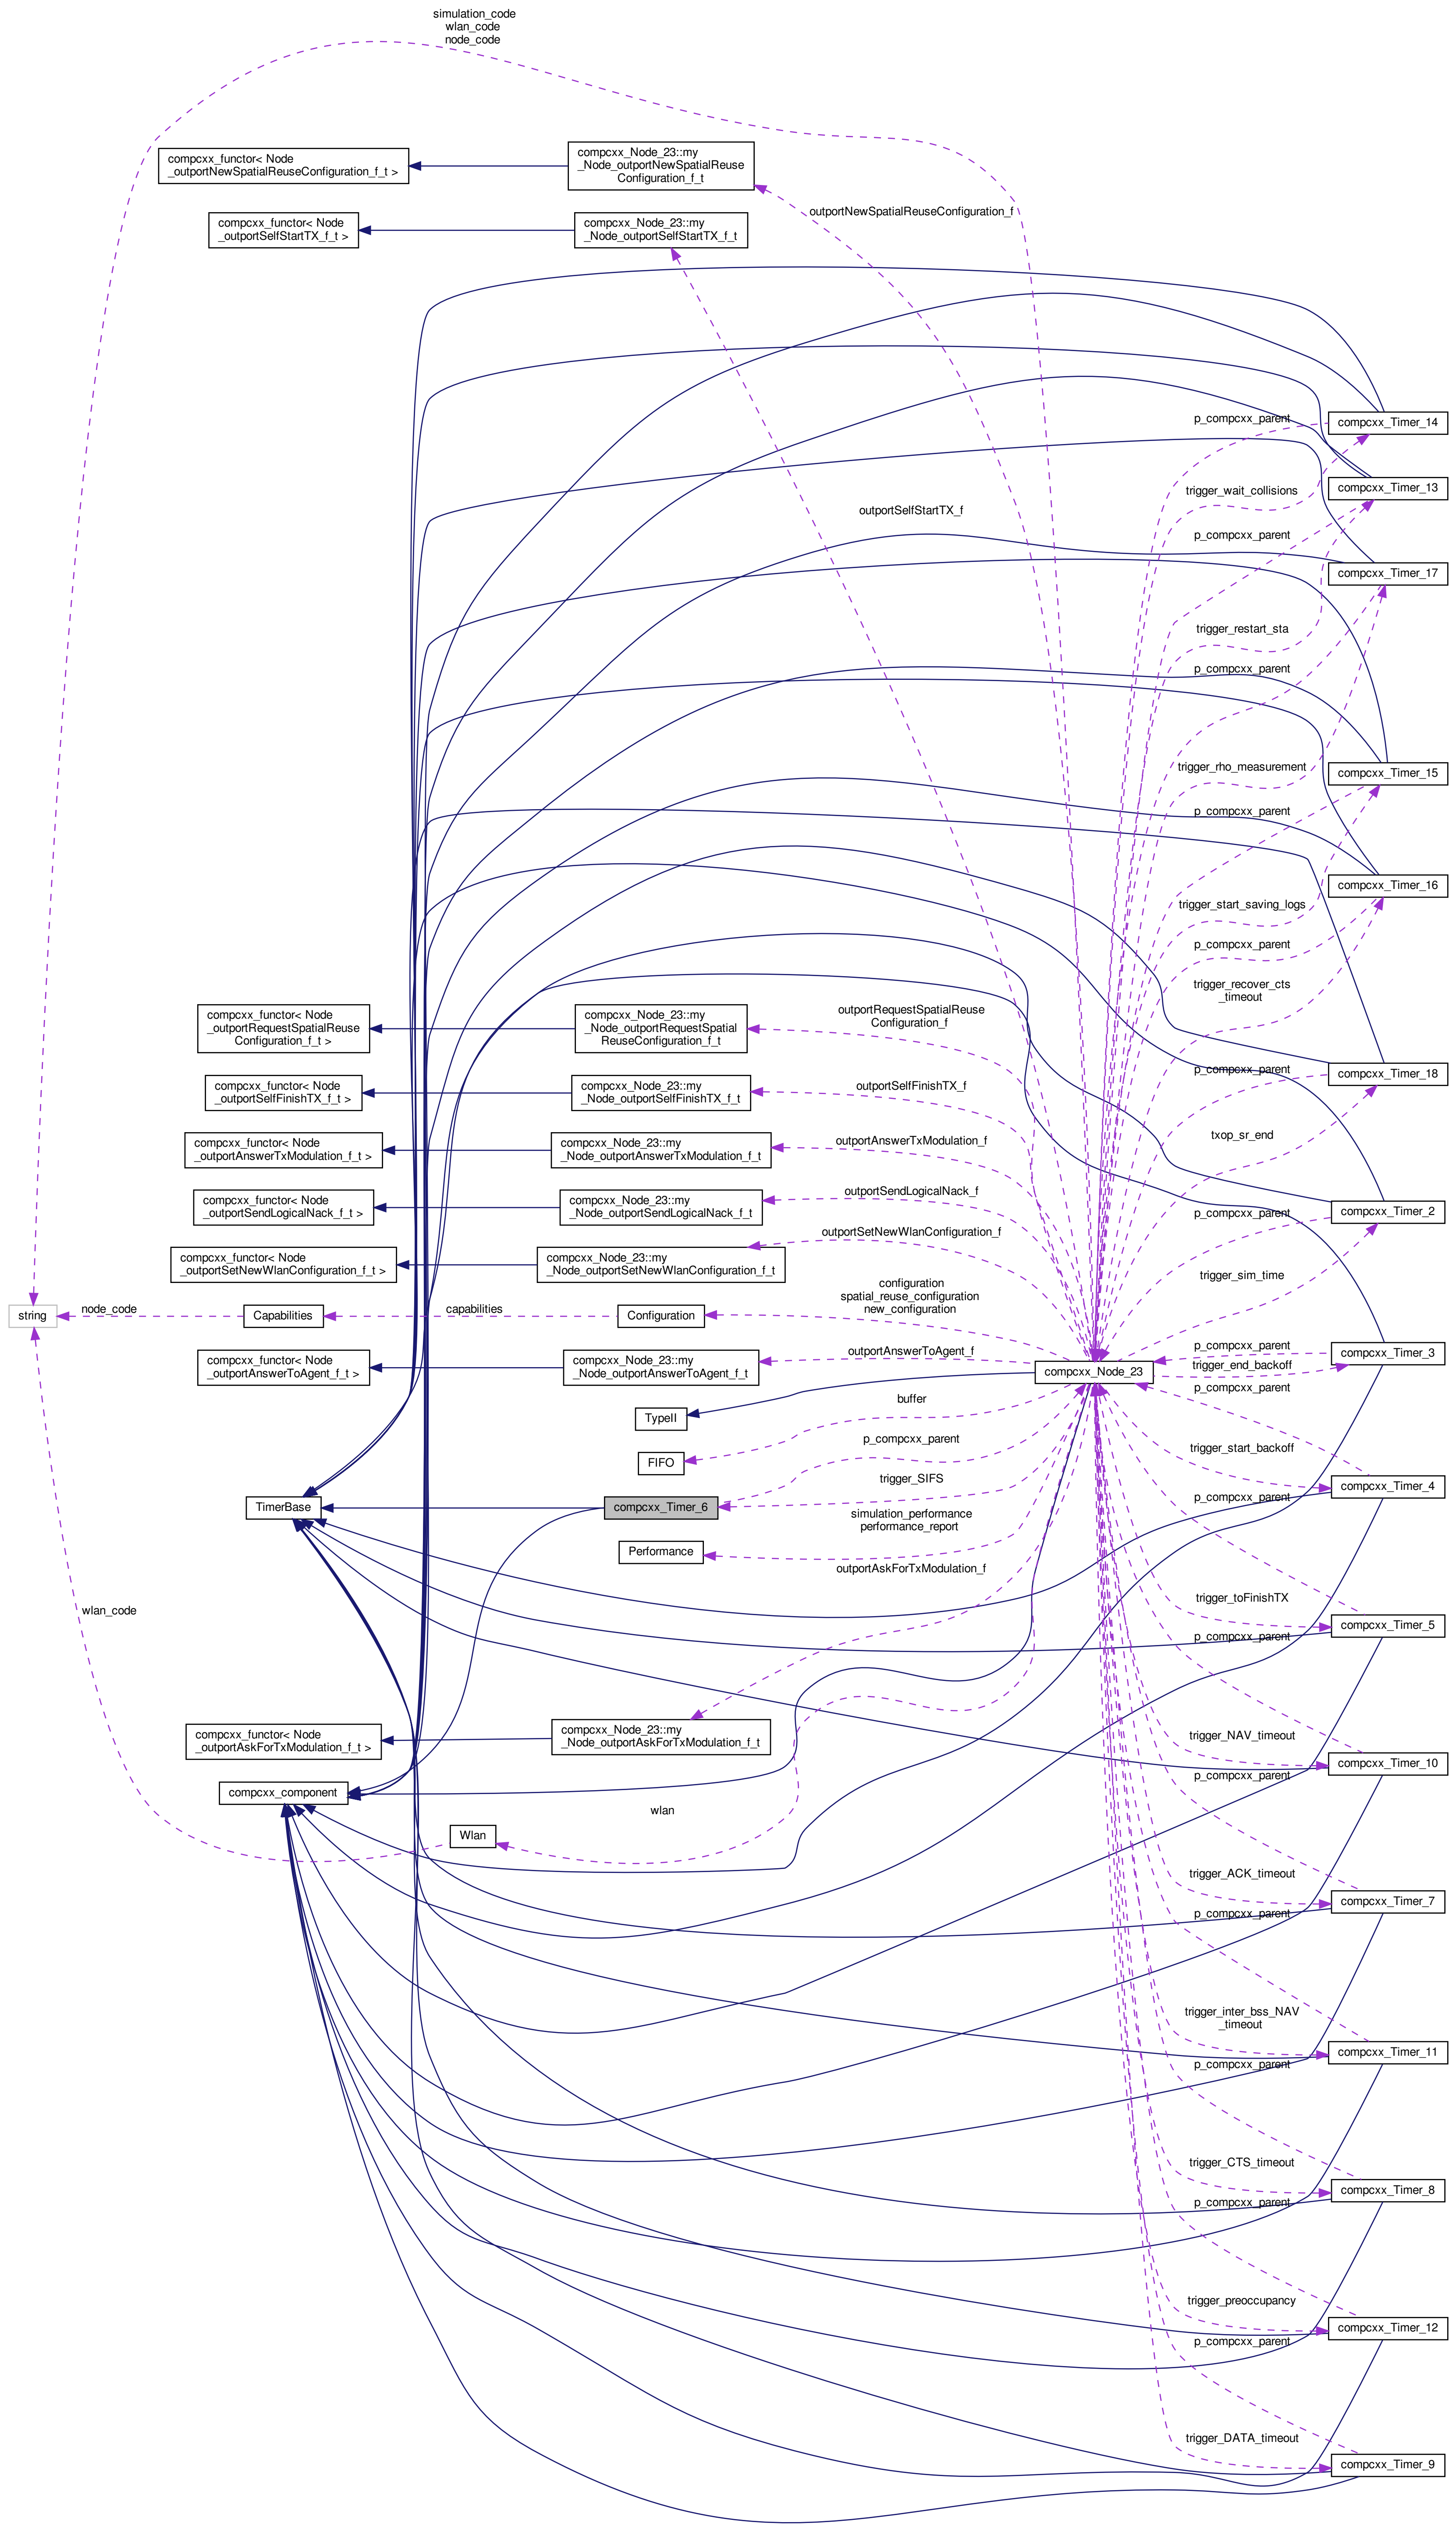 simulation_code
wlan_code
node_code
compcxx_functor< Node
_outportNewSpatialReuseConfiguration_f_t >
compcxx_Node_23::my
_Node_outportNewSpatialReuse
Configuration_f_t
outportNewSpatialReuseConfiguration_f
compcxx_functor< Node
_outportSelfStartTX_f_t >
compcxx_Node_23::my
_Node_outportSelfStartTX_f_t
p_compcxx_parent
compcxx_Timer_14
trigger_wait_collisions
compcxx_Timer_13
outportSelfStartTX_f
p_compcxx_parent
compcxx_Timer_17
trigger_restart_sta
p_compcxx_parent
trigger_rho_measurement
compcxx_Timer_15
p_compcxx_parent
compcxx_Timer_16
trigger_start_saving_logs
p_compcxx_parent
trigger_recover_cts
_timeout
compcxx_functor< Node
_outportRequestSpatialReuse
Configuration_f_t >
compcxx_Node_23::my
_Node_outportRequestSpatial
ReuseConfiguration_f_t
outportRequestSpatialReuse
Configuration_f
p_compcxx_parent
compcxx_Timer_18
compcxx_functor< Node
_outportSelfFinishTX_f_t >
compcxx_Node_23::my
_Node_outportSelfFinishTX_f_t
outportSelfFinishTX_f
compcxx_functor< Node
_outportAnswerTxModulation_f_t >
compcxx_Node_23::my
_Node_outportAnswerTxModulation_f_t
outportAnswerTxModulation_f
txop_sr_end
compcxx_functor< Node
_outportSendLogicalNack_f_t >
compcxx_Node_23::my
_Node_outportSendLogicalNack_f_t
outportSendLogicalNack_f
p_compcxx_parent
compcxx_Timer_2
compcxx_functor< Node
_outportSetNewWlanConfiguration_f_t >
compcxx_Node_23::my
_Node_outportSetNewWlanConfiguration_f_t
outportSetNewWlanConfiguration_f
trigger_sim_time
string
node_code
Capabilities
capabilities
Configuration
configuration
spatial_reuse_configuration
new_configuration
compcxx_functor< Node
_outportAnswerToAgent_f_t >
compcxx_Node_23::my
_Node_outportAnswerToAgent_f_t
outportAnswerToAgent_f
compcxx_Node_23
p_compcxx_parent
trigger_end_backoff
compcxx_Timer_3
p_compcxx_parent
TypeII
buffer
FIFO
p_compcxx_parent
trigger_start_backoff
compcxx_Timer_4
TimerBase
compcxx_Timer_6
trigger_SIFS
p_compcxx_parent
simulation_performance
performance_report
Performance
outportAskForTxModulation_f
trigger_toFinishTX
wlan_code
compcxx_Timer_5
p_compcxx_parent
compcxx_functor< Node
_outportAskForTxModulation_f_t >
compcxx_Node_23::my
_Node_outportAskForTxModulation_f_t
trigger_NAV_timeout
compcxx_Timer_10
p_compcxx_parent
compcxx_component
wlan
Wlan
trigger_ACK_timeout
compcxx_Timer_7
p_compcxx_parent
trigger_inter_bss_NAV
_timeout
compcxx_Timer_11
p_compcxx_parent
trigger_CTS_timeout
compcxx_Timer_8
p_compcxx_parent
trigger_preoccupancy
compcxx_Timer_12
p_compcxx_parent
trigger_DATA_timeout
compcxx_Timer_9